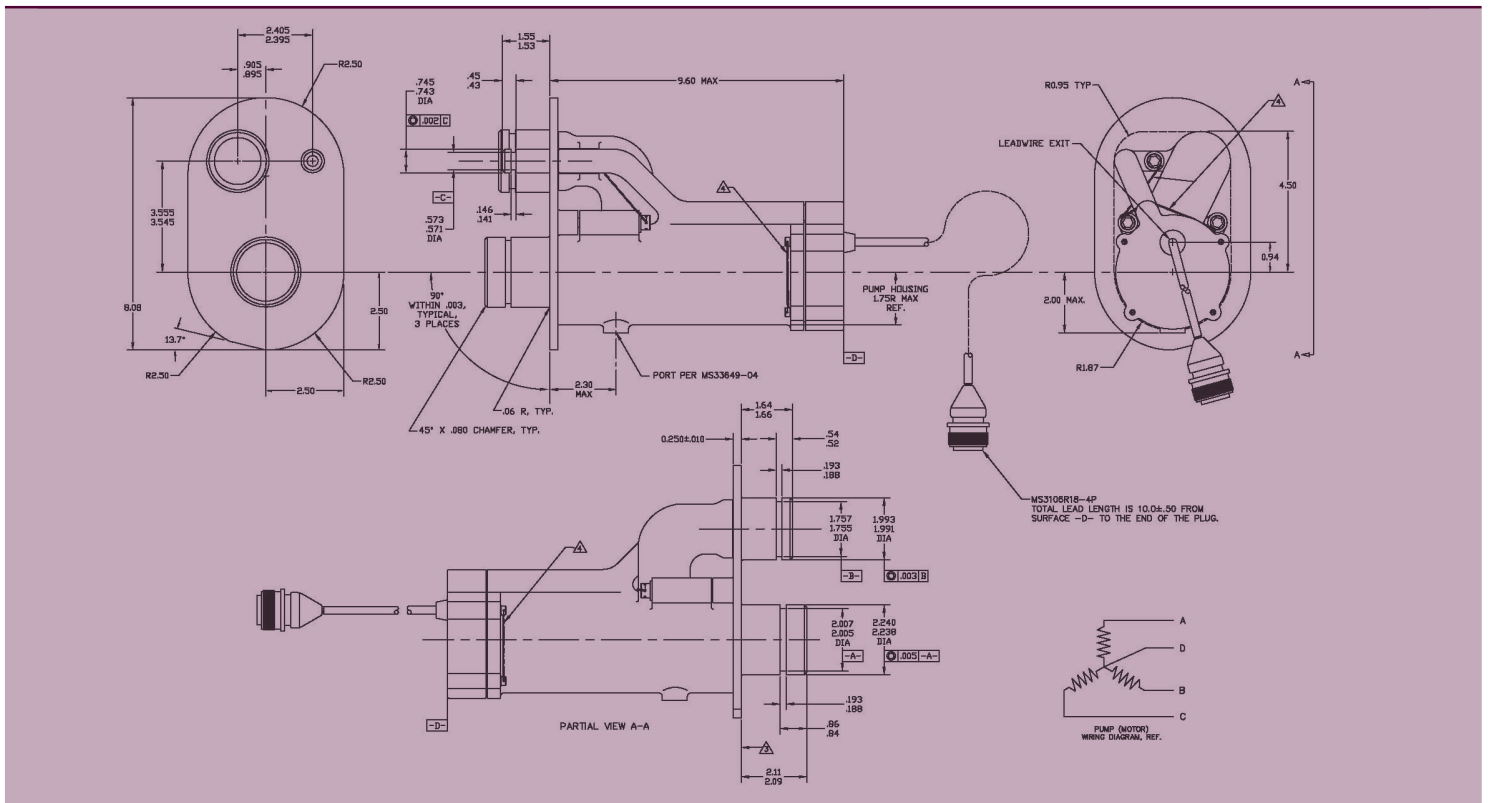 2.405
2.395
.905
.895
R2.50
8.08
3.555
3.545
2.50
13.7°
R2.50
R2.50
2.50
1.55
1.53
.45
.43
.745
.743
DIA
.002 C
-C-
.573
.571
DIA
.146
.141
9.60 MAX
4
90°
WITHIN .003,
TYPICAL,
3 PLACES
PUMP HOUSING
1.75R MAX
REF.
-D-
2.30
MAX
PORT PER MS33649-04
.06 R, TYP.
45° X .080 CHAMFER, TYP.
R0.95 TYP
LEADWIRE EXIT
4
A
4.50
0.94
2.00 MAX.
R1.87
A
MS3106R18-4P
TOTAL LEAD LENGTH IS 10.0±.50 FROM
SURFACE -D- TO THE END OF THE PLUG.
1.64
1.66
0.250±.010
.54
.52
.193
.188
1.757
1.755
DIA
1.993
1.991
DIA
-B-
.003 B
4
2.007
2.005
DIA
2.240
2.238
DIA
-A-
.005 -A-
.193
.188
.86
.84
-D-
PARTIAL VIEW A-A
3
2.11
2.09
A
D
B
C
PUMP (MOTOR)
WIRING DIAGRAM, REF.